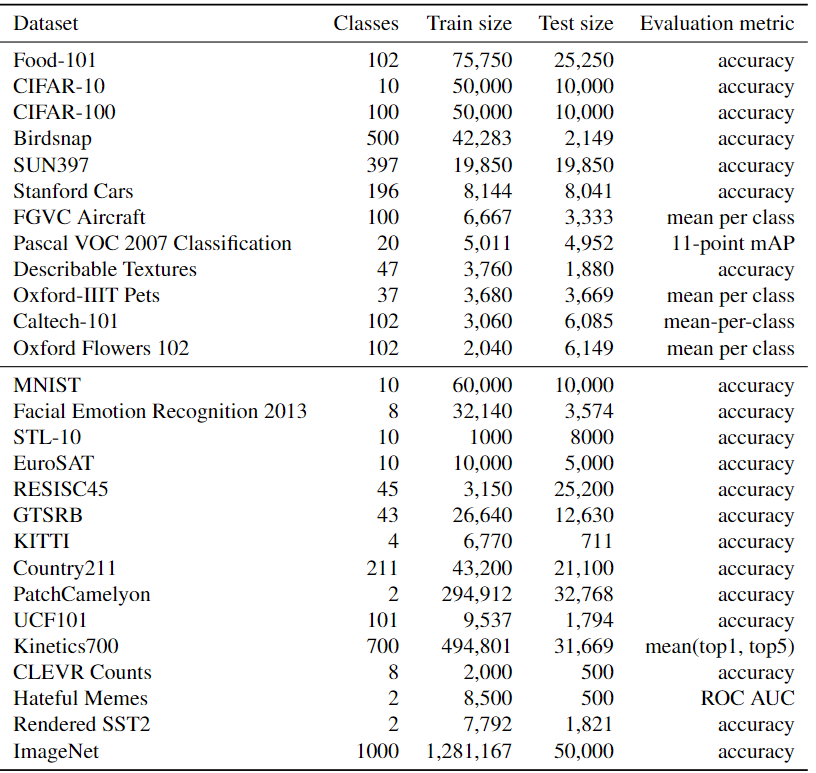 Dataset Classes Train size Test size Evaluation metric
Food-101 102 75,750 25,250 accuracy
CIFAR-10 10 50,000 10,000 accuracy
CIFAR-100 100 50,000 10,000 accuracy
Birdsnap 500 42,283 2,149 accuracy
SUN397 397 19,850 19,850 accuracy
Stanford Cars 196 8,144 8,041 accuracy
FGVC Aircraft 100 6,667 3,333 mean per class
Pascal VOC 2007 Classification 20 5,011 4,952 11-point mAP
Describable Textures 47 3,760 1,880 accuracy
Oxford-IIIT Pets 37 3,680 3,669 mean per class
Caltech-101 102 3,060 6,085 mean-per-class
Oxford Flowers 102 102 2,040 6,149 mean per class
MNIST 10 60,000 10,000 accuracy
Facial Emotion Recognition 2013 8 32,140 3,574 accuracy
STL-10 10 1000 8000 accuracy
EuroSAT 10 10,000 5,000 accuracy
RESISC45 45 3,150 25,200 accuracy
GTSRB 43 26,640 12,630 accuracy
KITTI 4 6,770 711 accuracy
Country211 211 43,200 21,100 accuracy
PatchCamelyon 2 294,912 32,768 accuracy
UCF101 101 9,537 1,794 accuracy
Kinetics700 700 494,801 31,669 mean(top1, top5)
CLEVR Counts 8 2,000 500 accuracy
Hateful Memes 2 8,500 500 ROC AUC
Rendered SST2 2 7,792 1,821 accuracy
ImageNet 1000 1,281,167 50,000 accuracy